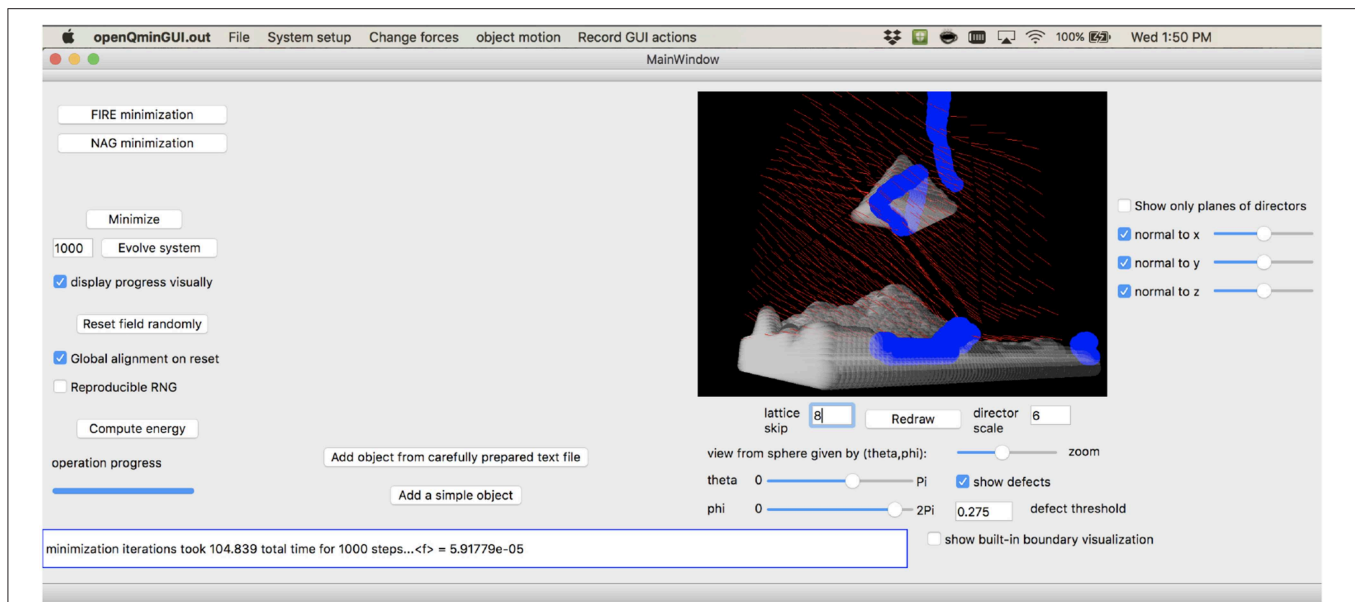 openQminGUI.out File System setup Change forces object motion Record GUI actions 100% Wed 1:50 PM
MainWindow
FIRE minimization
NAG minimization
Minimize
1000 Evolve system
display progress visually
Reset field randomly
Global alignment on reset
Reproducible RNG
Compute energy
operation progress
Add object from carefully prepared text file
Add a simple object
minimization iterations took 104.839 total time for 1000 steps...<f> = 5.91779e-05
Show only planes of directors
normal to x
normal to y
normal to z
lattice skip 8 Redraw director scale 6
view from sphere given by (theta,phi): zoom
theta 0 Pi show defects
phi 0 2Pi 0.275 defect threshold
show built-in boundary visualization